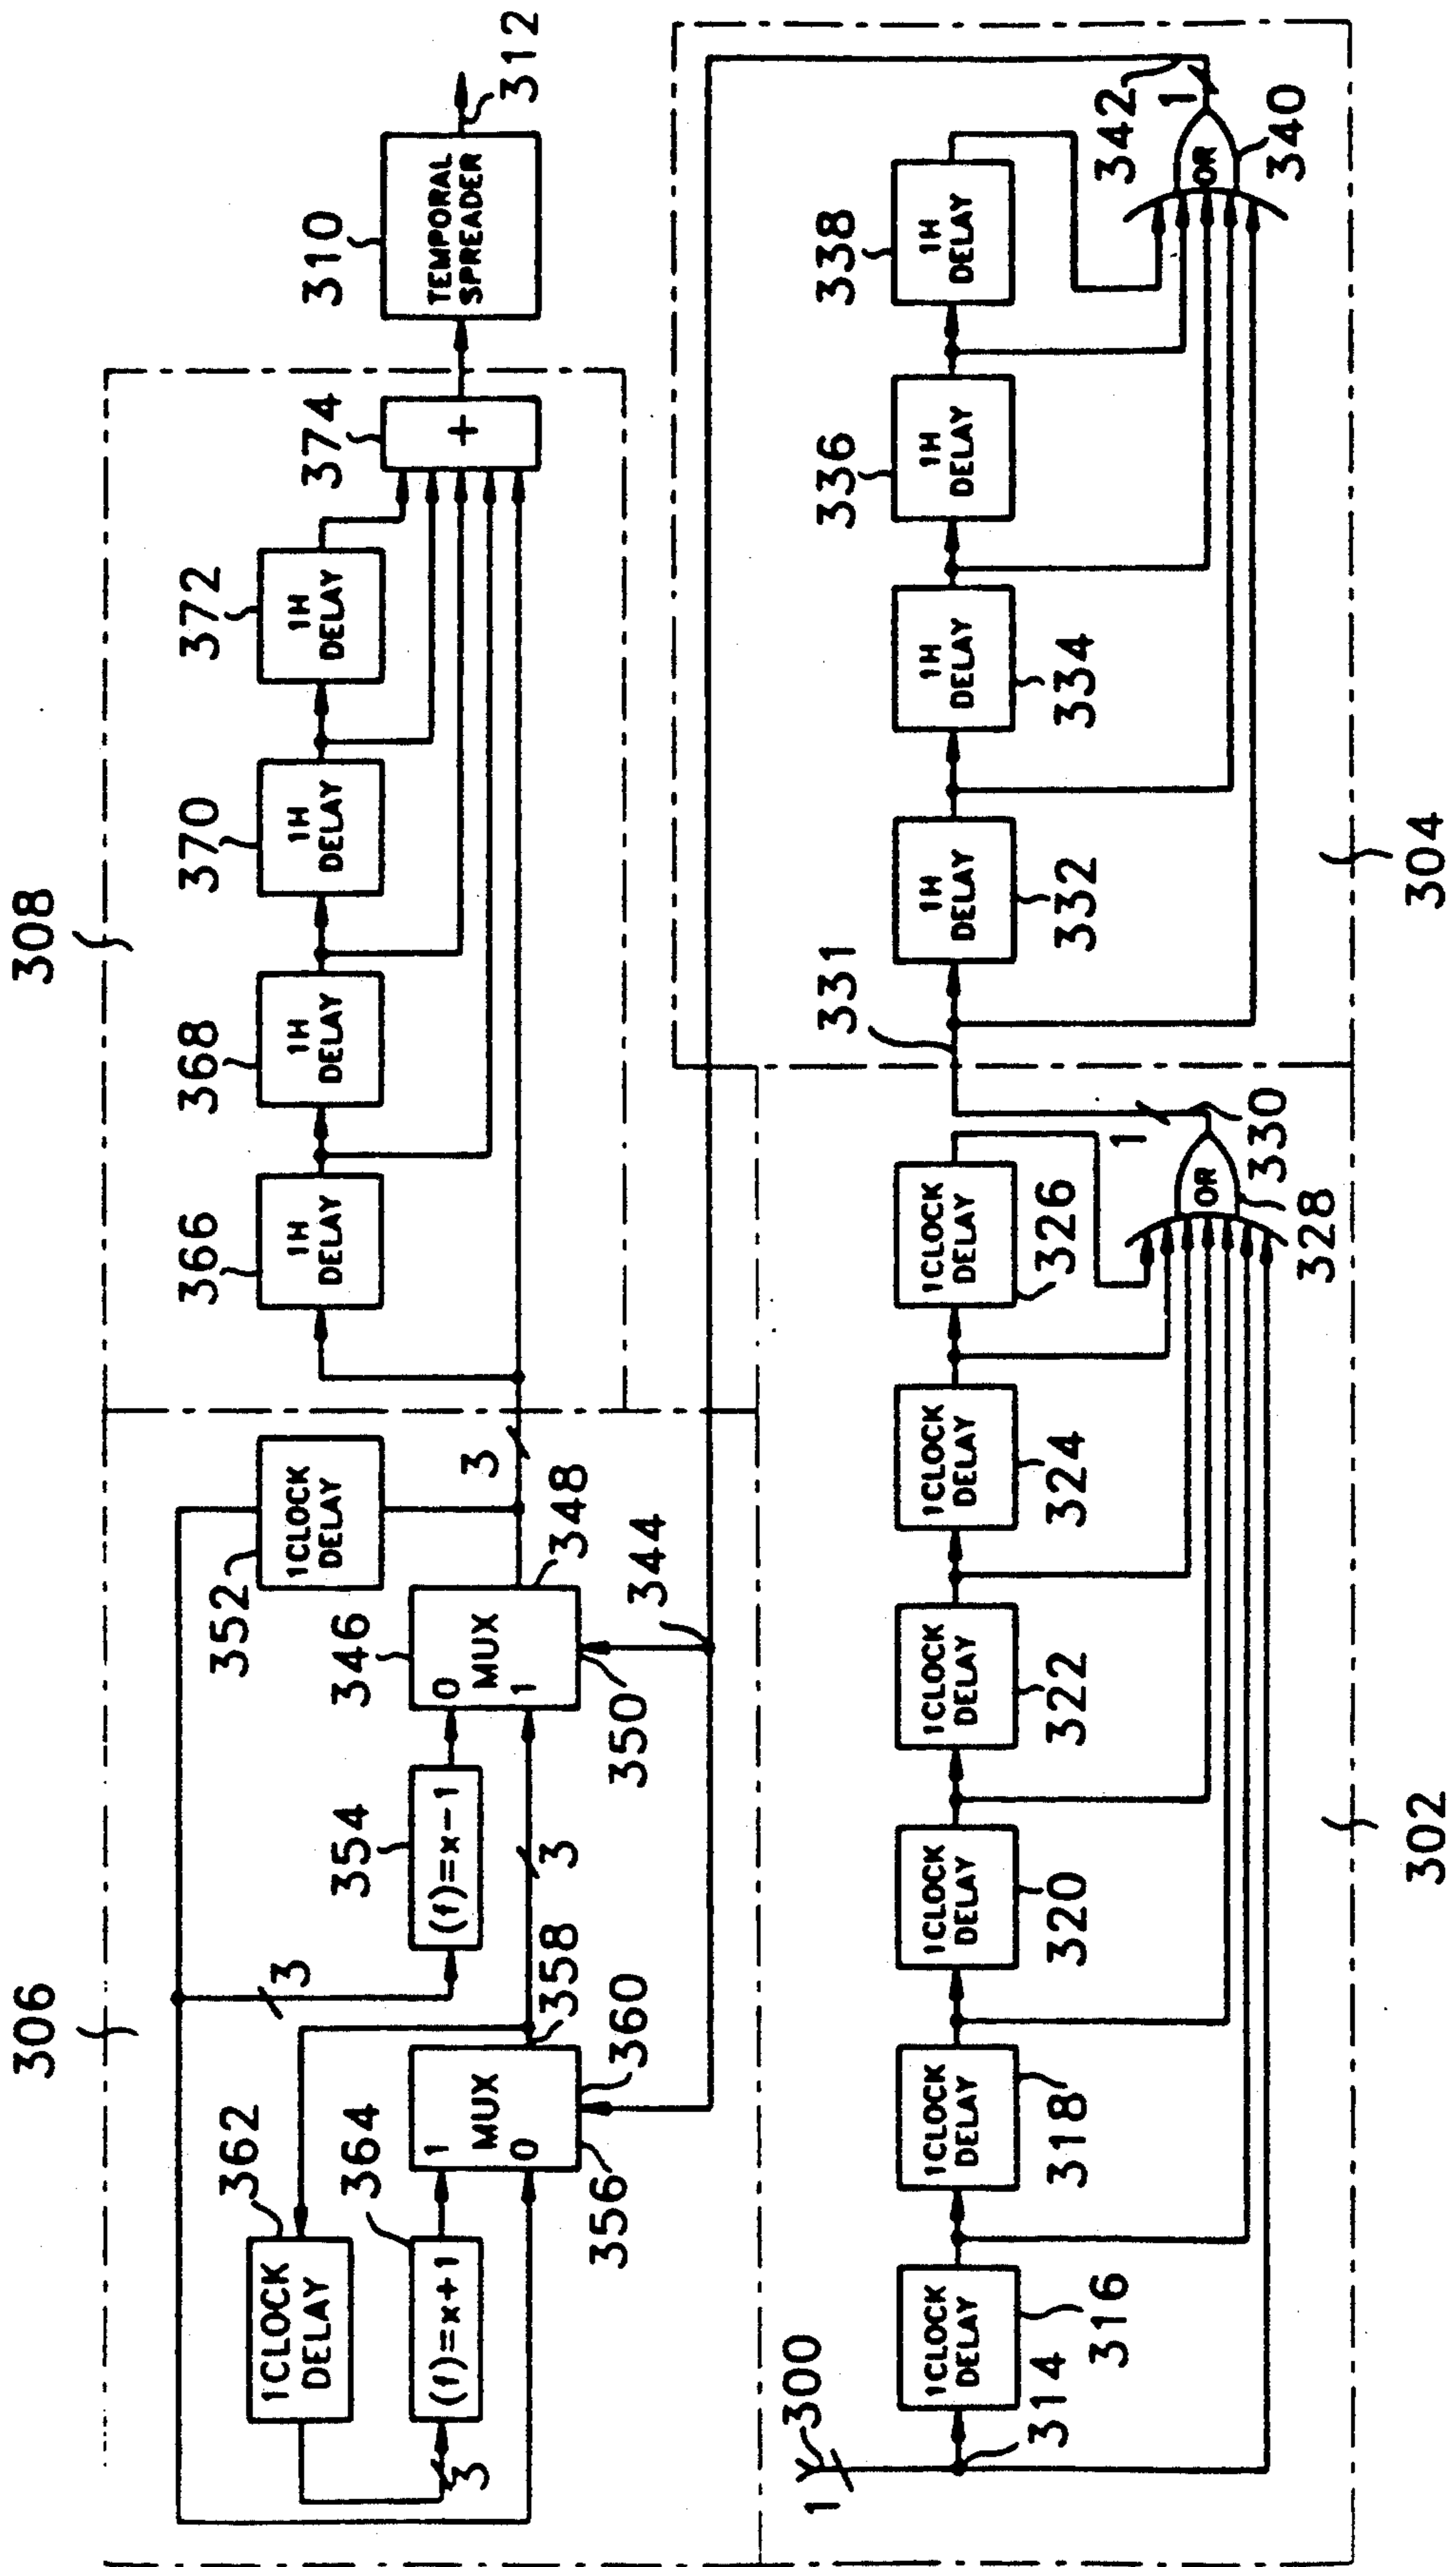 306
308
362
1CLOCK
DELAY
364
(f)=x+1
3
1
MUX
0
356
358
360
3
354
(f)=x-1
3
346
0
MUX
1
348
350
344
352
1CLOCK
DELAY
3
366
1H
DELAY
368
1H
DELAY
370
1H
DELAY
372
1H
DELAY
374
+
310
TEMPORAL
SPREADER
312
300
1
314
1CLOCK
DELAY
316
1CLOCK
DELAY
318
1CLOCK
DELAY
320
1CLOCK
DELAY
322
1CLOCK
DELAY
324
1CLOCK
DELAY
326
OR
328
330
1
302
331
1H
DELAY
332
1H
DELAY
334
1H
DELAY
336
1H
DELAY
338
OR
340
342
1
304